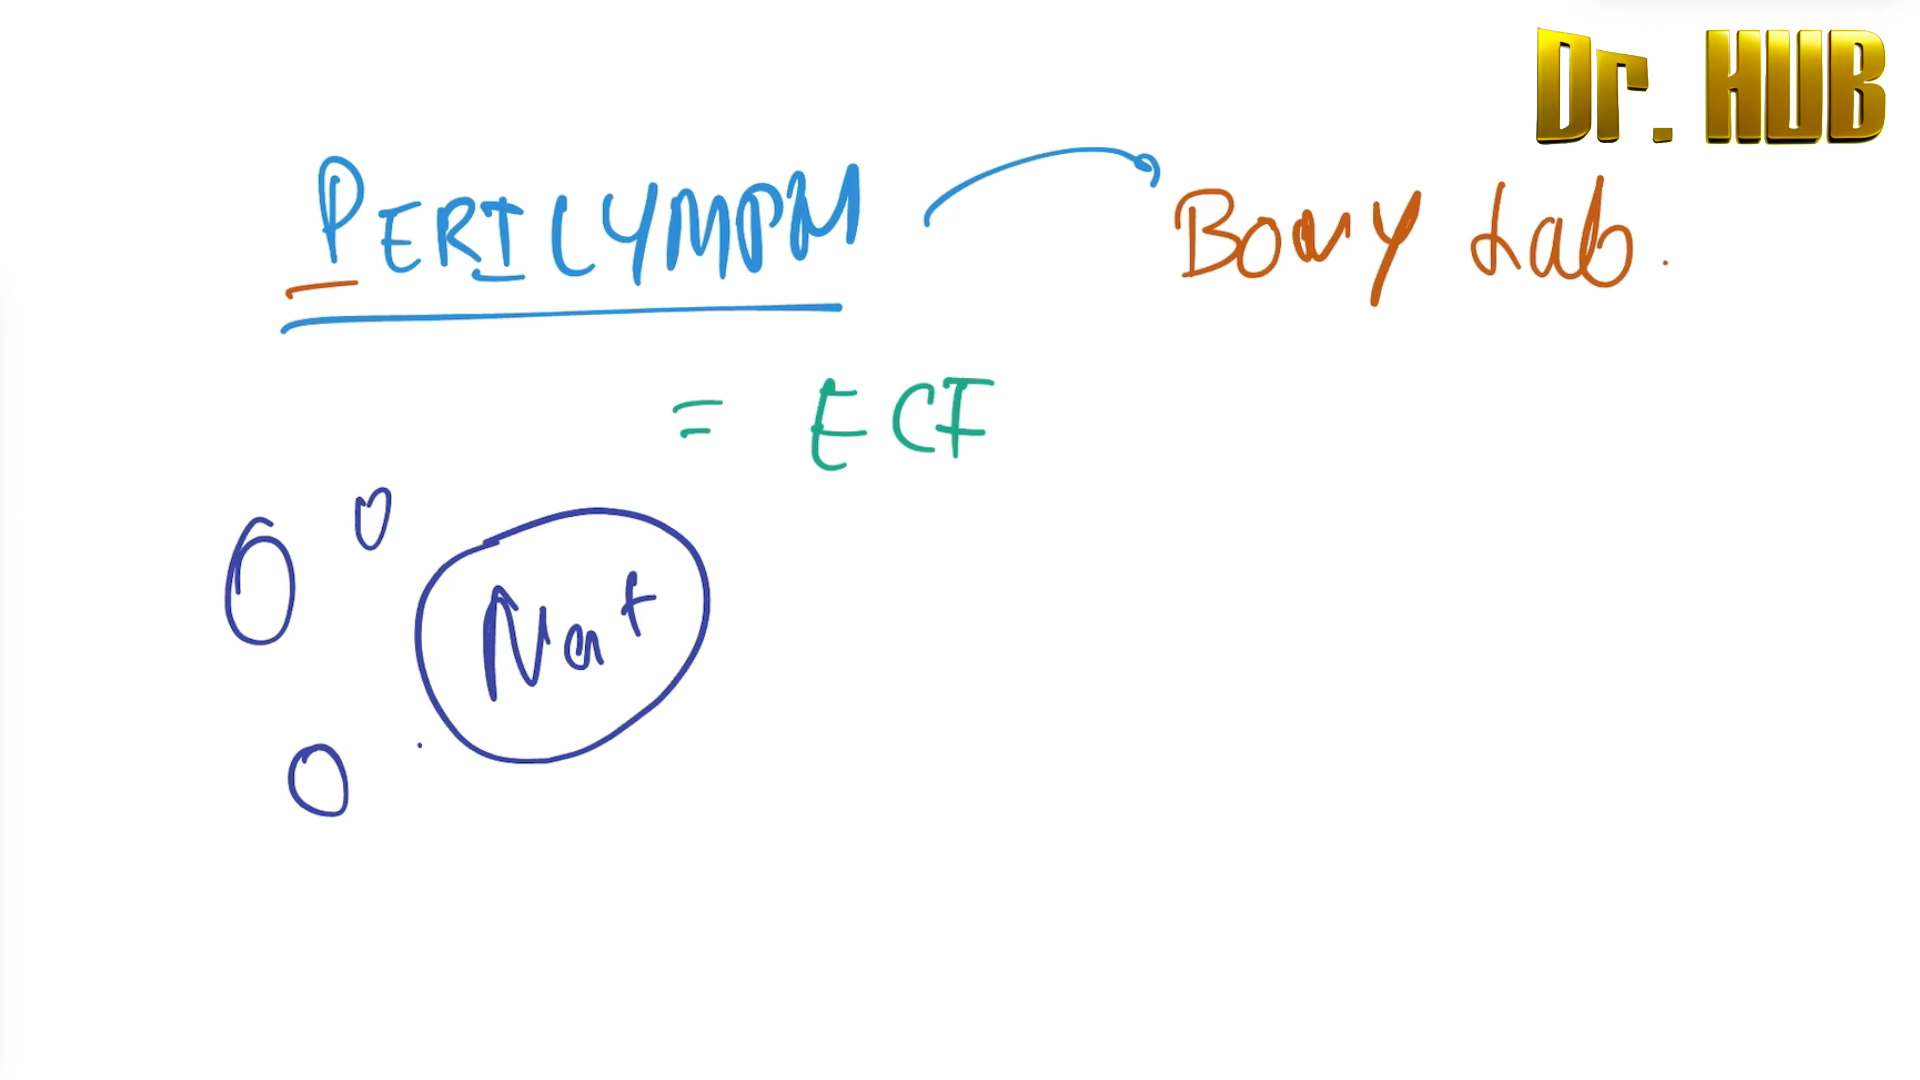 Dr. HUB
PERILYMPH Bony Lab.
= ECF
Na+